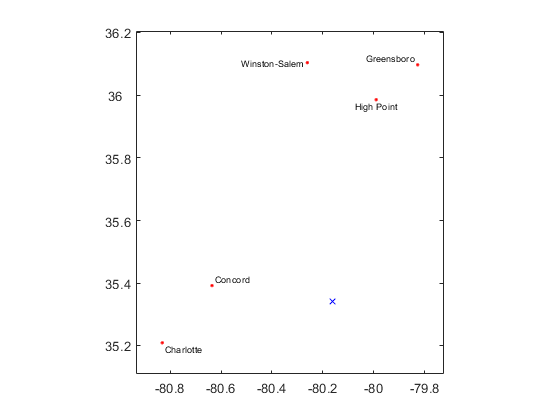 36.2
Greensboro
Winston-Salem
36
High Point
35.8
35.6
Concord
35.4
35.2
Charlotte
-80.8 -80.6 -80.4 -80.2 -80 -79.8